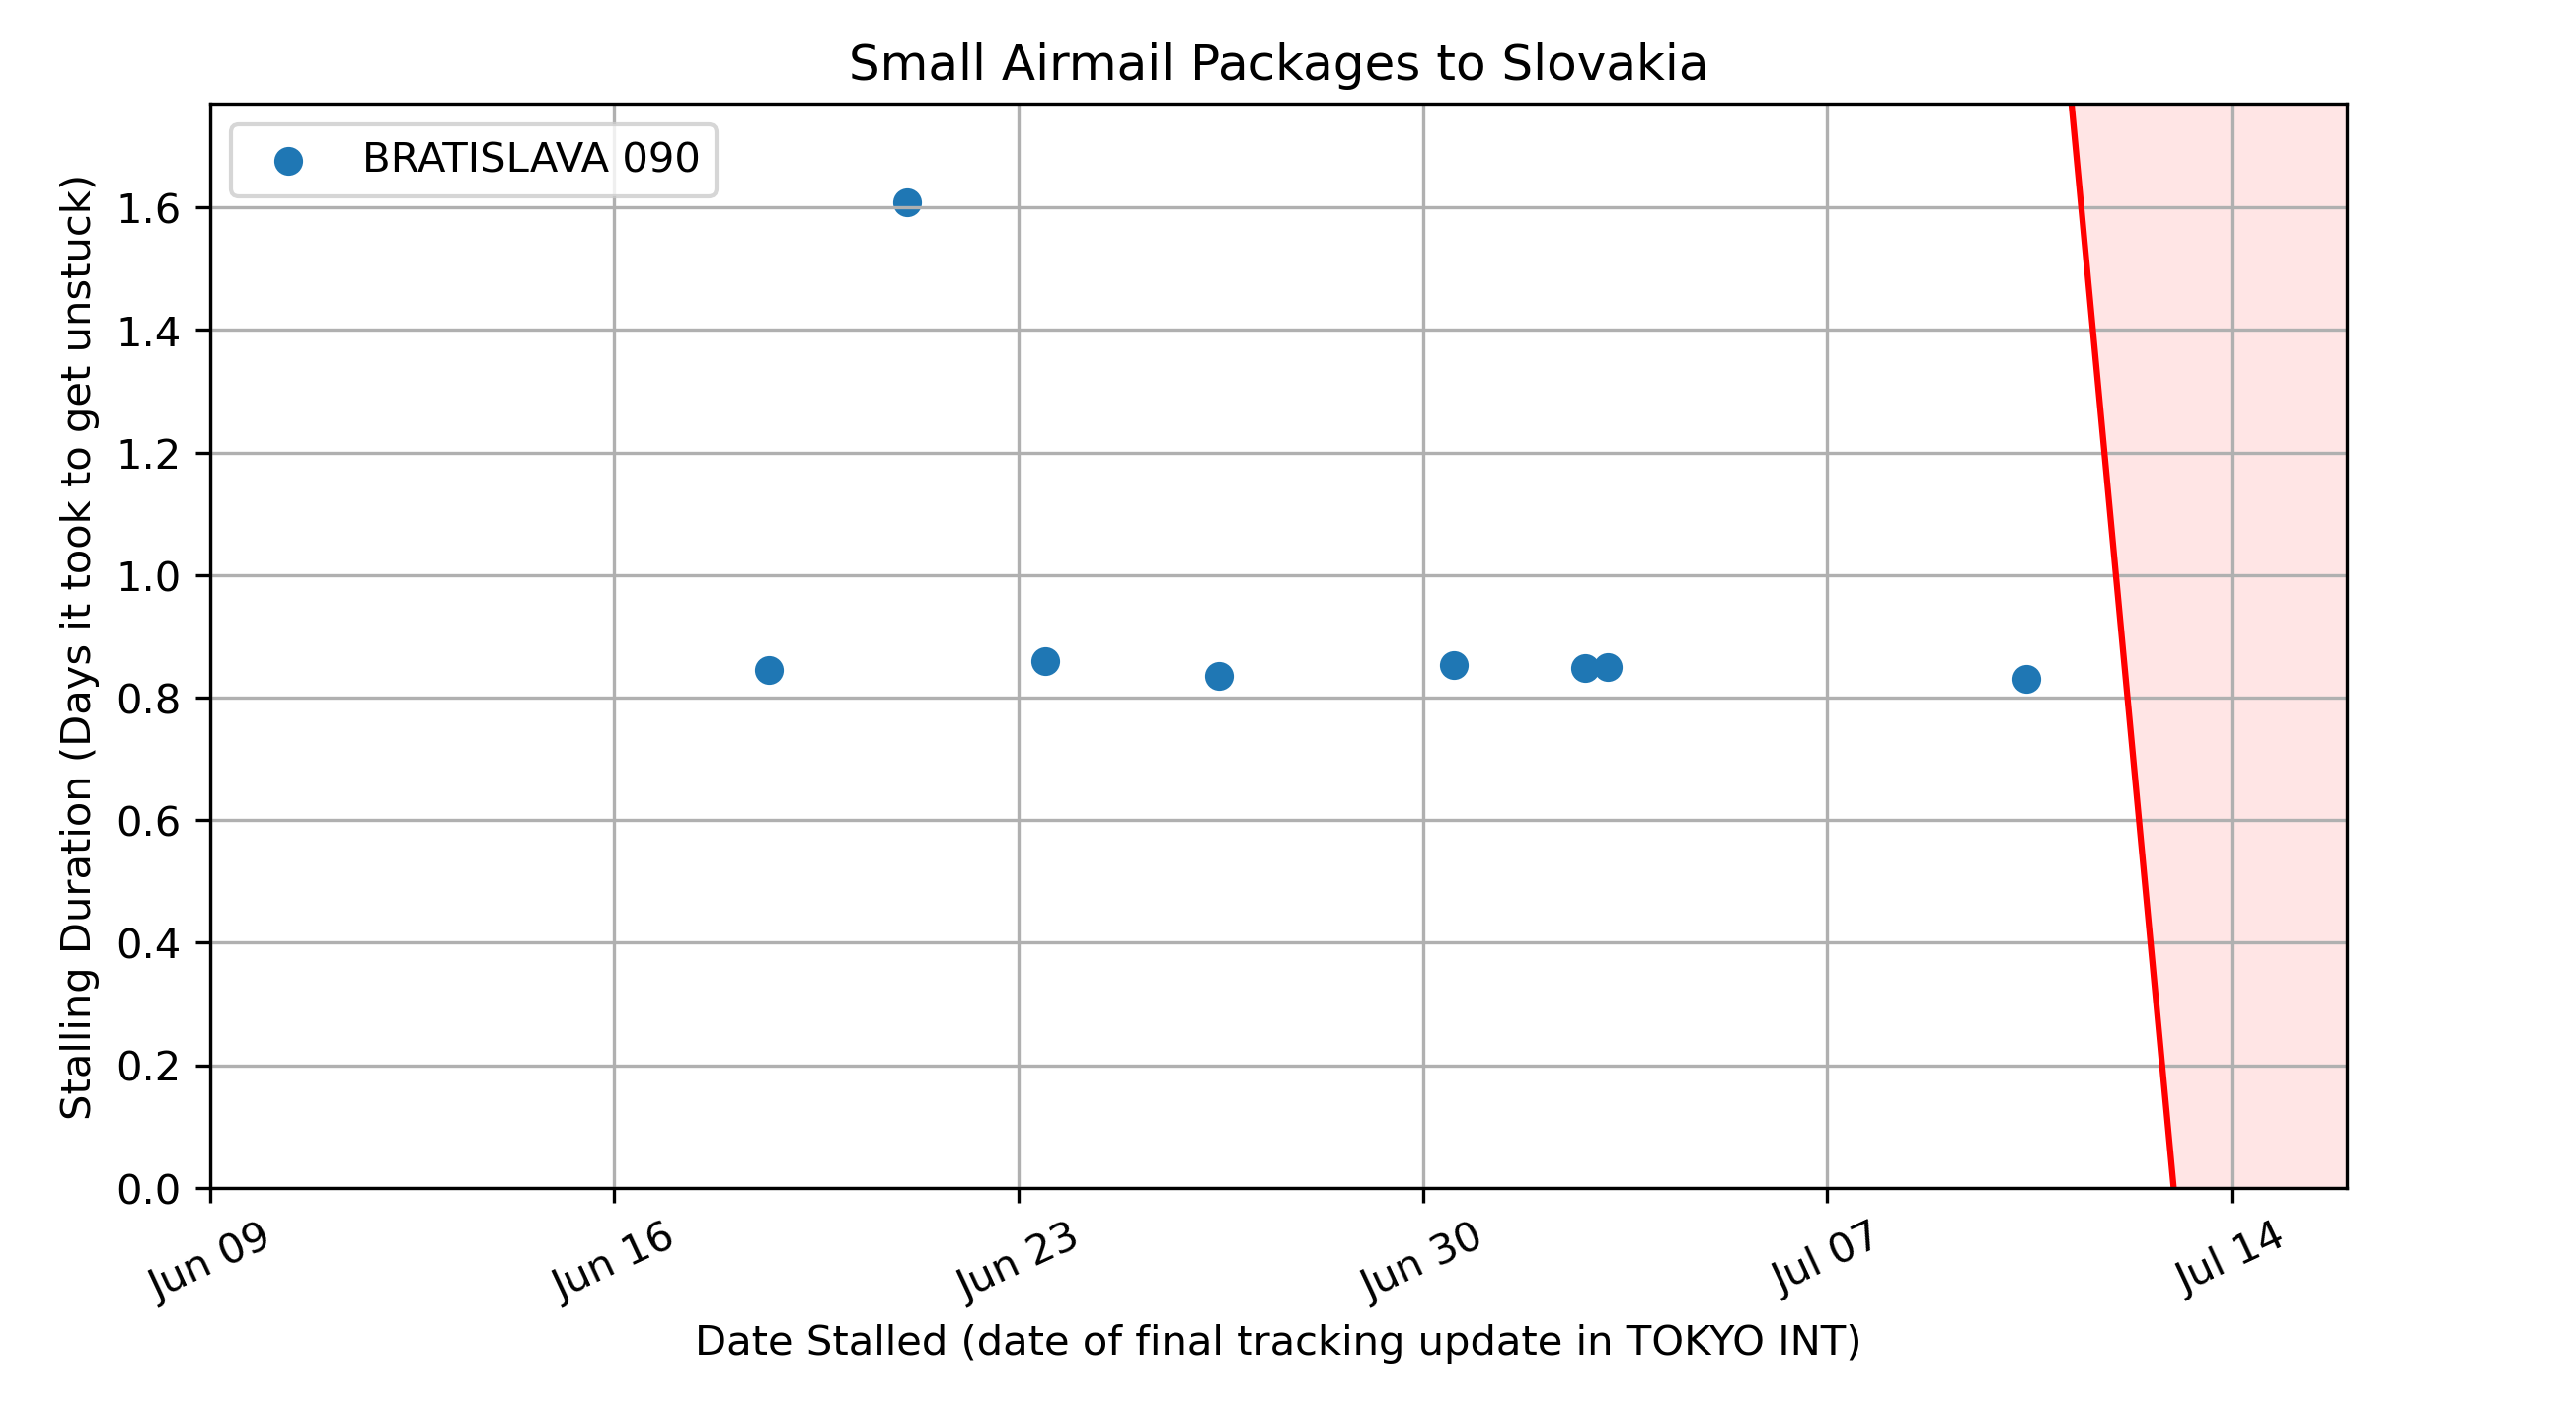 Small Airmail Packages to Slovakia
BRATISLAVA 090
Stalling Duration (Days it took to get unstuck)
1.6
1.4
1.2
1.0
0.8
0.6
0.4
0.2
0.0
Jun 09
Jun 16
Jun 23
Jun 30
Jul 07
Jul 14
Date Stalled (date of final tracking update in TOKYO INT)